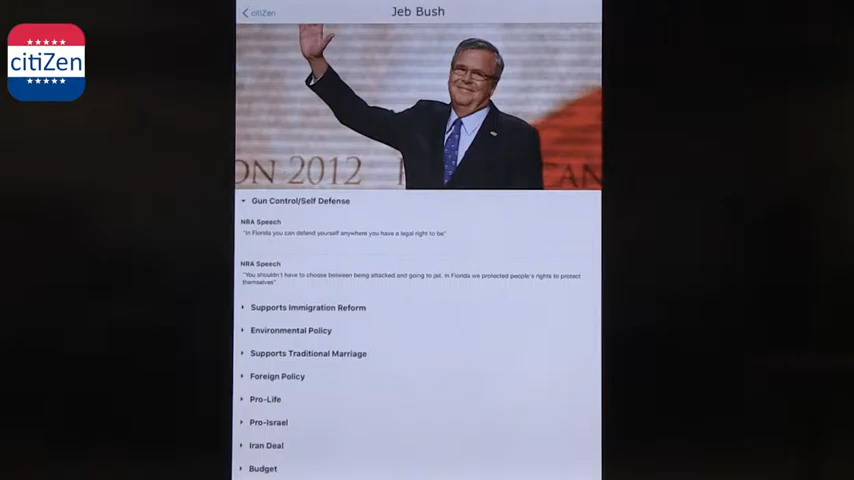 citiZen
Jeb Bush
citiZen
ON 2012
AN
Gun Control/Self Defense
NRA Speech
"In Florida you can defend yourself anywhere you have a legal right to be"
NRA Speech
"You shouldn't have to choose between being attacked and going to jail. In Florida we protected people's rights to protect
themselves"
Supports Immigration Reform
Environmental Policy
Supports Traditional Marriage
Foreign Policy
Pro-Life
Pro-Israel
Iran Deal
Budget